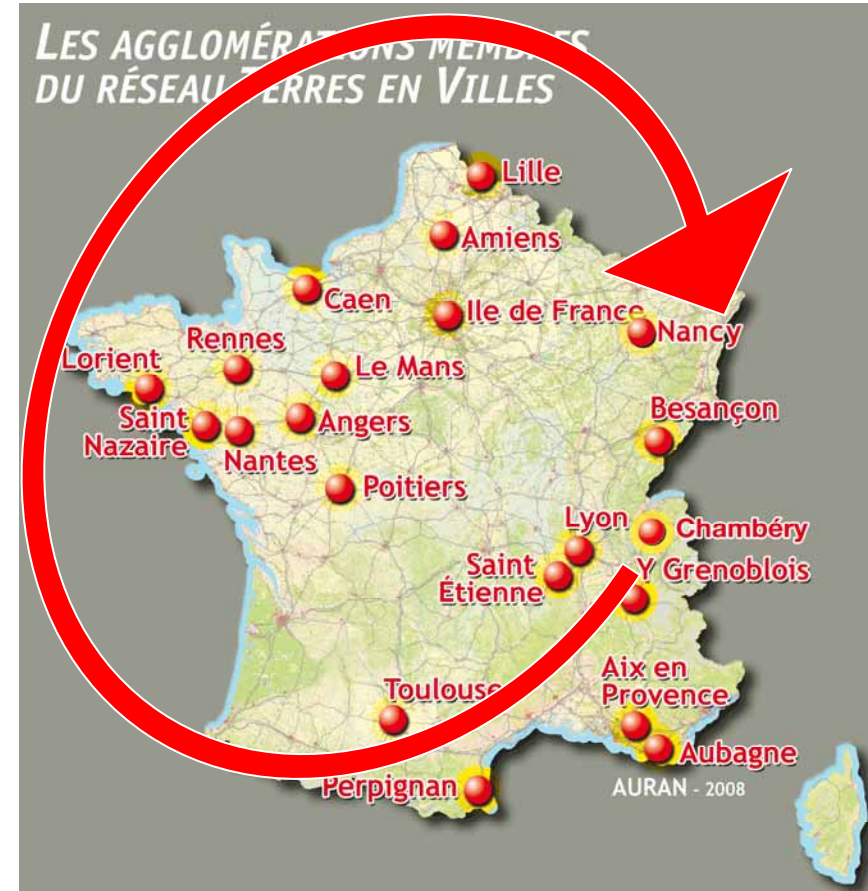 LES AGGLOMÉRATIONS MEMBRES
DU RÉSEAU TERRES EN VILLES
Lille
Amiens
Caen
Ile de France
Nancy
Rennes
Lorient
Le Mans
Saint
Nazaire
Angers
Nantes
Besançon
Poitiers
Lyon
Chambéry
Saint
Étienne
Y Grenoblois
Aix en
Provence
Toulouse
Aubagne
Perpignan
AURAN - 2008